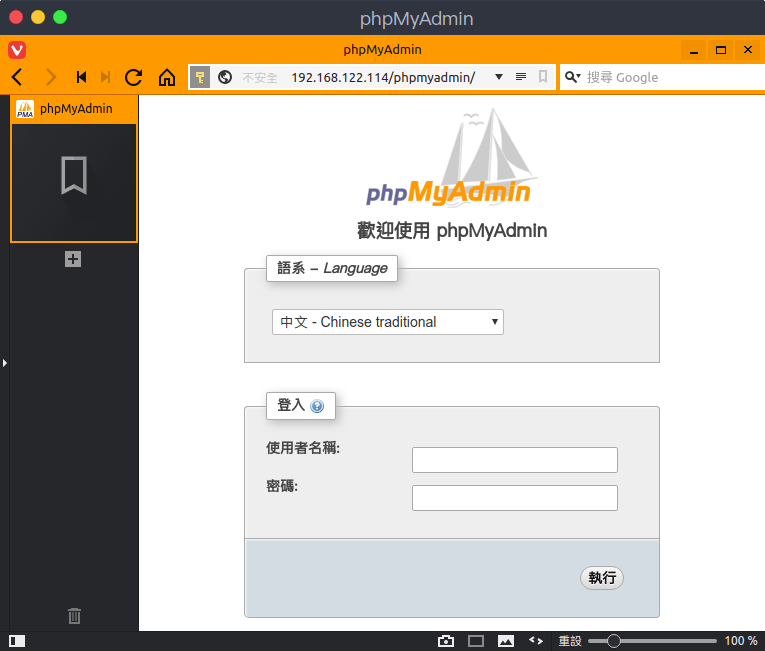 phpMyAdmin
phpMyAdmin
不安全 192.168.122.114/phpmyadmin/ 搜尋 Google
PMA phpMyAdmin
phpMyAdmin
歡迎使用 phpMyAdmin
語系 – Language
中文 - Chinese traditional
登入
使用者名稱:
密碼:
執行
重設 100 %